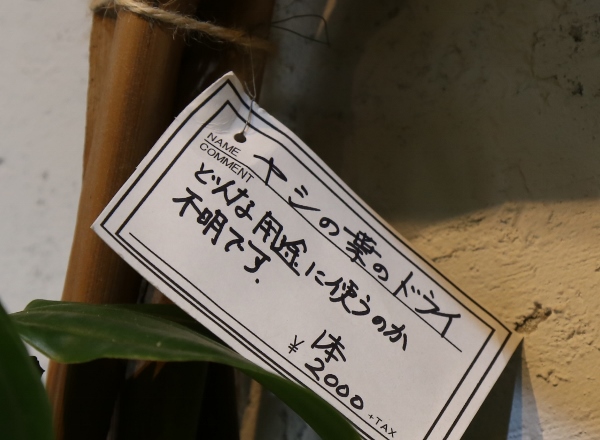 NAME ヤシの葉のドライ
COMMENT
どんな用途に使うのか
不明です.
1本
¥2000 +TAX